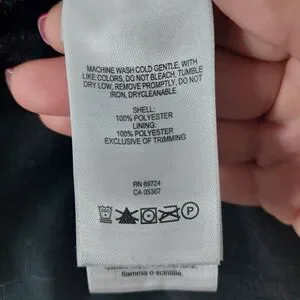 MACHINE WASH COLD GENTLE, WITH
LIKE COLORS, DO NOT BLEACH. TUMBLE
DRY LOW, REMOVE PROMPTLY, DO NOT
IRON, DRYCLEANABLE.
SHELL:
100% POLYESTER
LINING:
100% POLYESTER
EXCLUSIVE OF TRIMMING
RN 69724
CA 05367
fiamma o scintille.